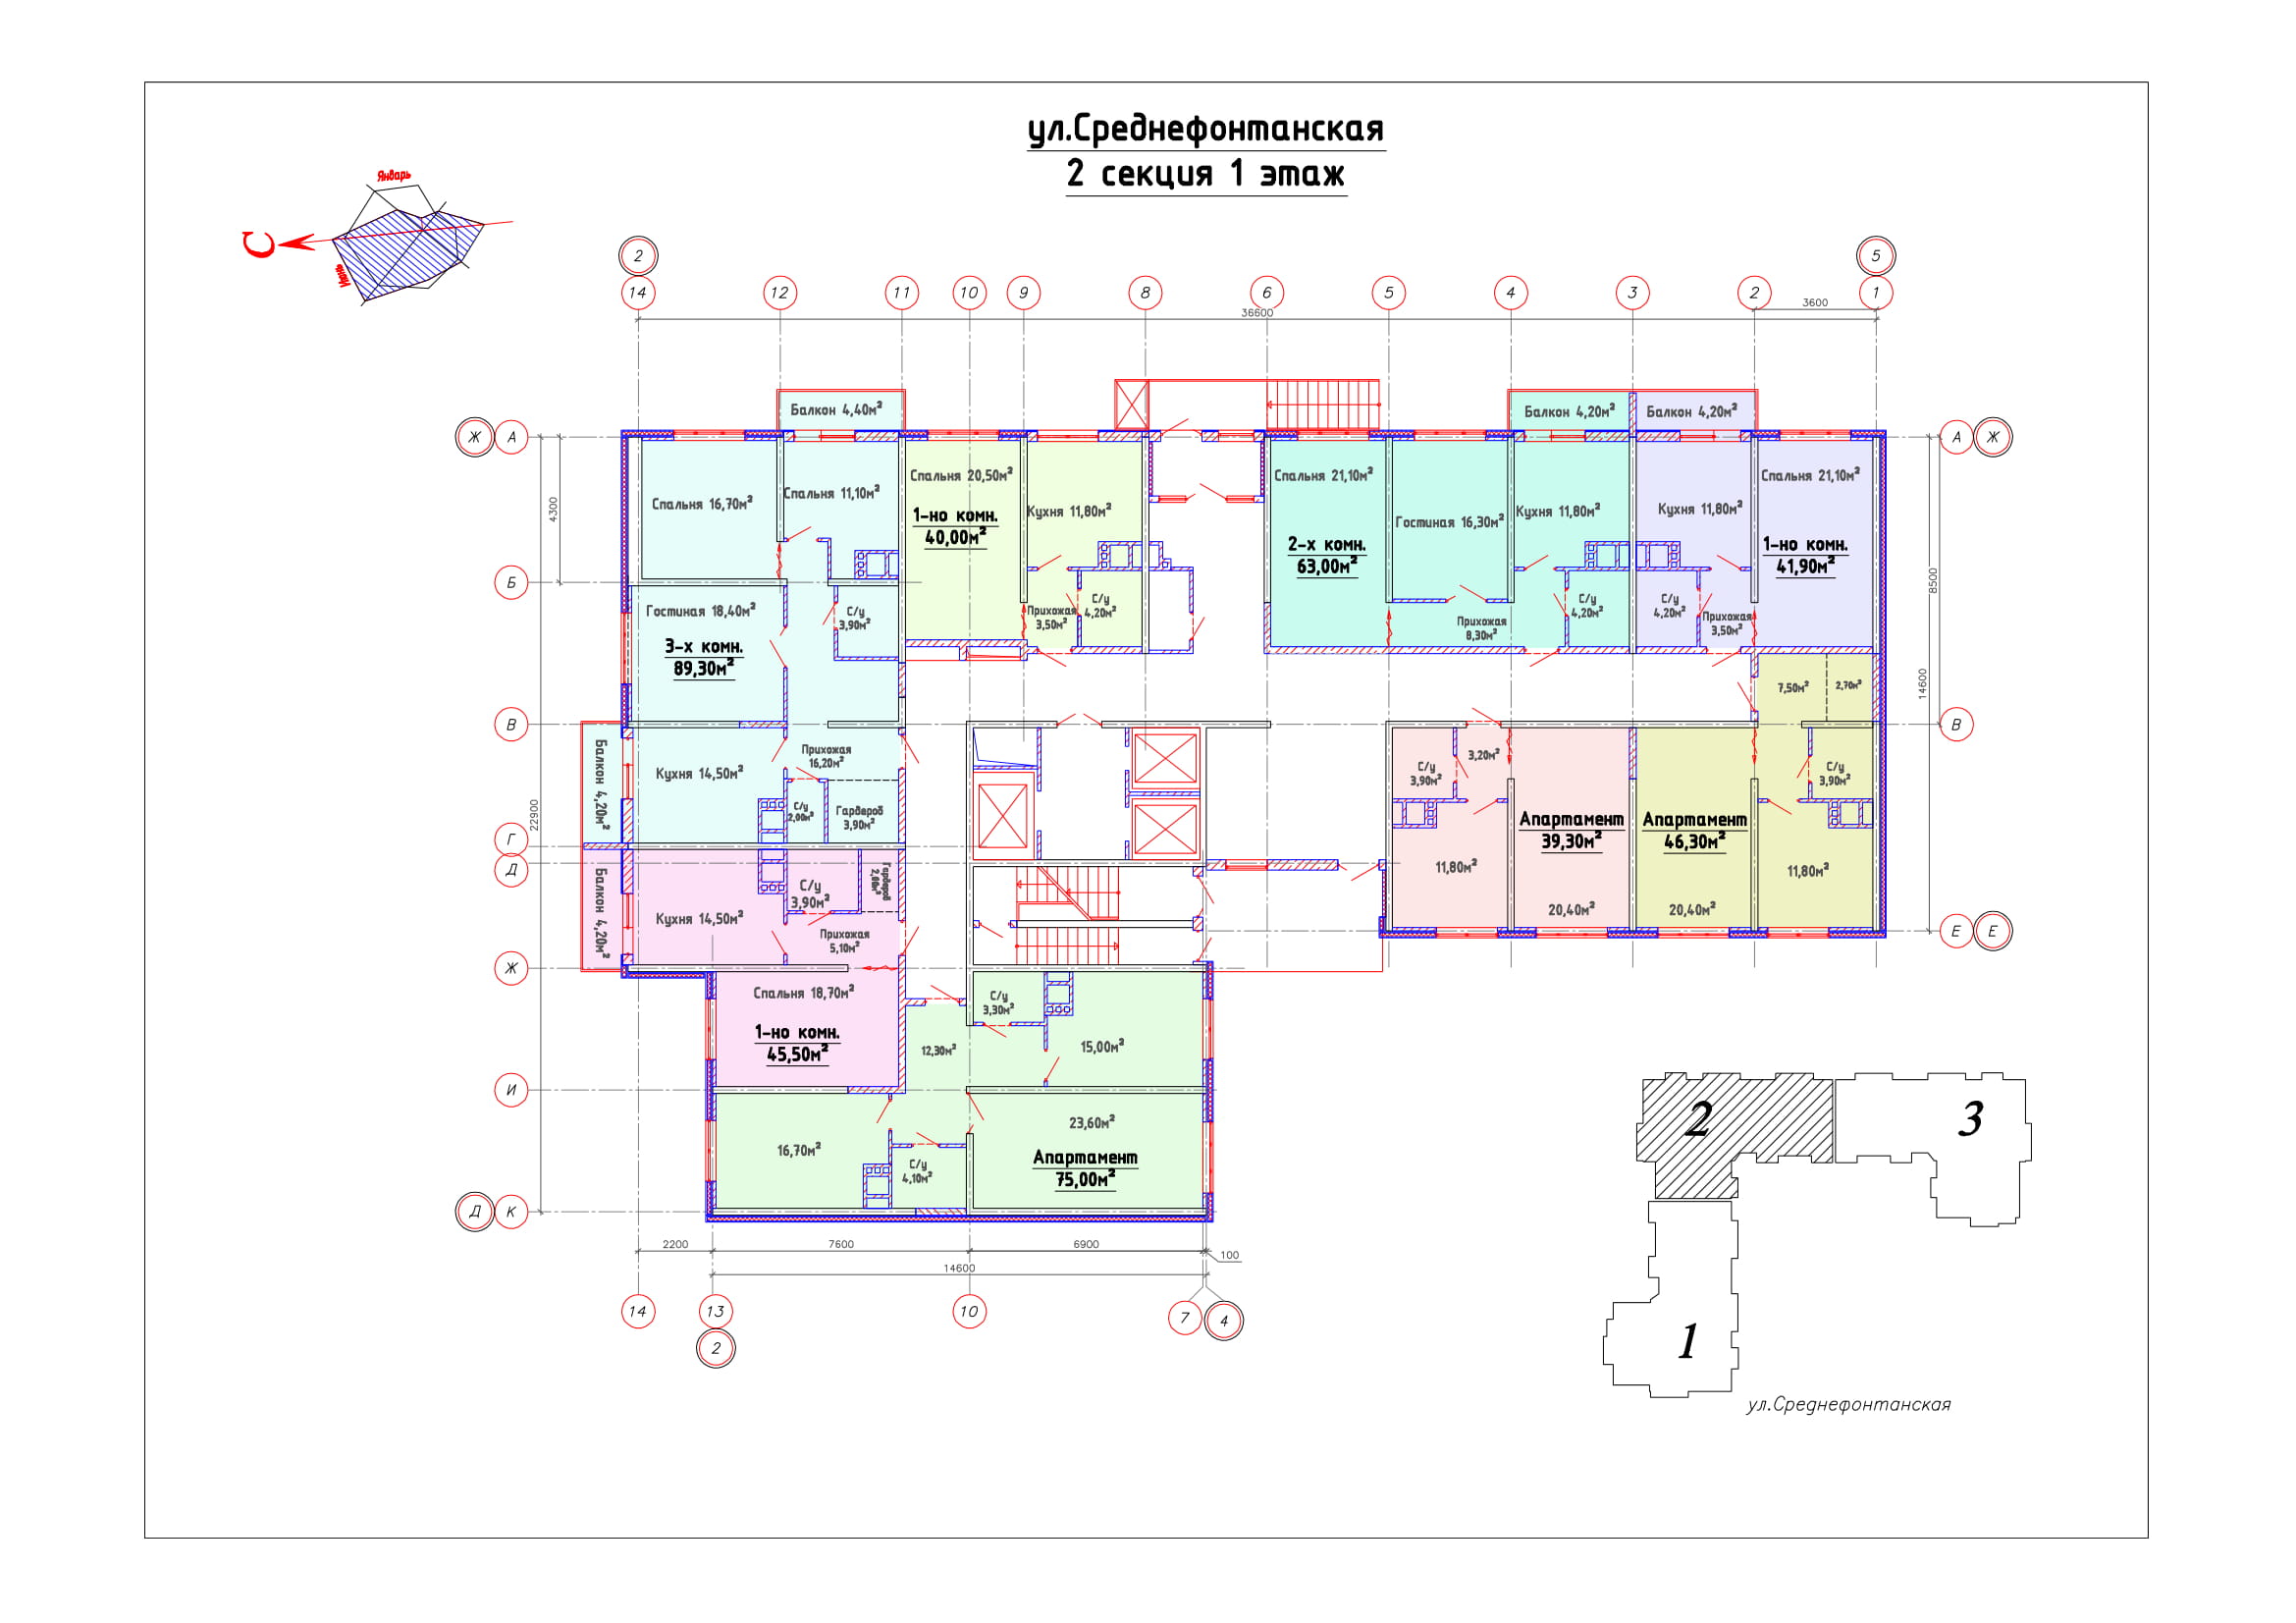 ул.Среднефонтанская
2 секция 1 этаж
Январь
С
Июнь
2
5
14
12
11
10
9
8
6
5
4
3
2
1
3600
36600
Балкон 4,40м²
Балкон 4,20м²
Балкон 4,20м²
Ж
А
А
Ж
Спальня 16,70м²
Спальня 11,10м²
Спальня 20,50м²
1-но комн.
40,00м²
Кухня 11,80м²
Спальня 21,10м²
2-х комн.
63,00м²
Гостиная 16,30м²
Кухня 11,80м²
Кухня 11,80м²
Спальня 21,10м²
1-но комн.
41,90м²
4300
8500
14600
22900
Б
Гостиная 18,40м²
3-х комн.
89,30м²
С/у
3,90м²
Прихожая
3,50м²
С/у
4,20м²
Прихожая
8,30м²
С/у
4,20м²
С/у
4,20м²
Прихожая
3,50м²
7,50м²
2,70м²
В
В
Балкон 4,20м²
Кухня 14,50м²
Прихожая
16,20м²
С/у
2,00м²
Гардероб
3,90м²
С/у
3,90м²
3,20м²
С/у
3,90м²
Апартамент
39,30м²
Апартамент
46,30м²
11,80м²
20,40м²
20,40м²
11,80м²
Г
Д
Балкон 4,20м²
Кухня 14,50м²
С/у
3,90м²
Гардероб
Прихожая
5,10м²
Е
Е
Ж
Спальня 18,70м²
1-но комн.
45,50м²
С/у
3,30м²
12,30м²
15,00м²
И
16,70м²
С/у
4,10м²
23,60м²
Апартамент
75,00м²
Д
К
2200
7600
6900
100
14600
14
13
10
7
4
2
2
3
1
ул.Среднефонтанская